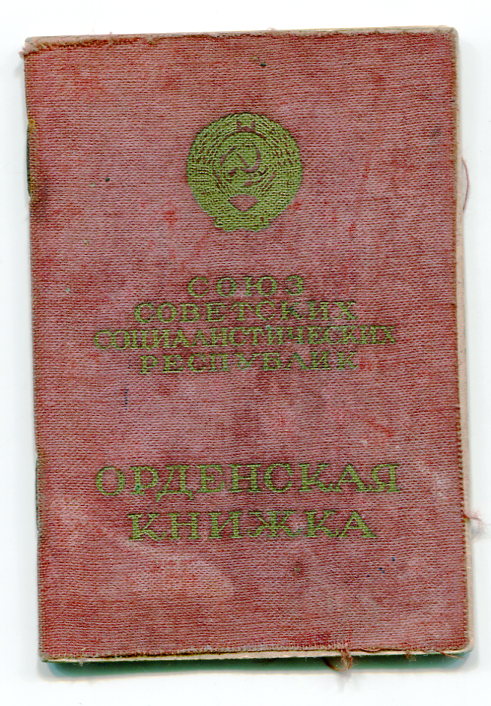 СОЮЗ
СОВЕТСКИХ
СОЦИАЛИСТИЧЕСКИХ
РЕСПУБЛИК
ОРДЕНСКАЯ
КНИЖКА